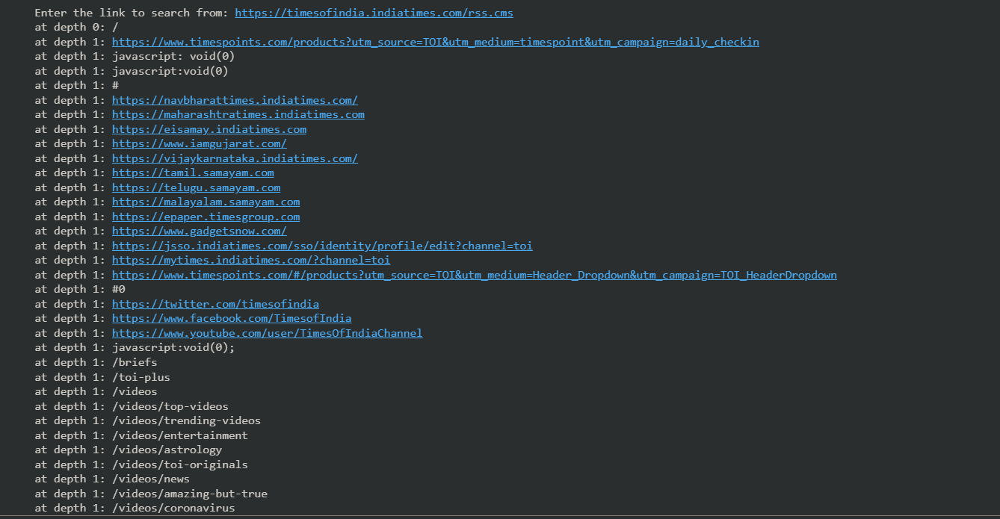 Enter the link to search from: https://timesofindia.indiatimes.com/rss.cms
at depth 0: /
at depth 1: https://www.timespoints.com/products?utm_source=TOI&utm_medium=timespoint&utm_campaign=daily_checkin
at depth 1: javascript: void(0)
at depth 1: javascript:void(0)
at depth 1: #
at depth 1: https://navbharattimes.indiatimes.com/
at depth 1: https://maharashtratimes.indiatimes.com
at depth 1: https://eisamay.indiatimes.com
at depth 1: https://www.iamgujarat.com/
at depth 1: https://vijaykarnataka.indiatimes.com/
at depth 1: https://tamil.samayam.com
at depth 1: https://telugu.samayam.com
at depth 1: https://malayalam.samayam.com
at depth 1: https://epaper.timesgroup.com
at depth 1: https://www.gadgetsnow.com/
at depth 1: https://jsso.indiatimes.com/sso/identity/profile/edit?channel=toi
at depth 1: https://mytimes.indiatimes.com/?channel=toi
at depth 1: https://www.timespoints.com/#/products?utm_source=TOI&utm_medium=Header_Dropdown&utm_campaign=TOI_HeaderDropdown
at depth 1: #0
at depth 1: https://twitter.com/timesofindia
at depth 1: https://www.facebook.com/TimesofIndia
at depth 1: https://www.youtube.com/user/TimesOfIndiaChannel
at depth 1: javascript:void(0);
at depth 1: /briefs
at depth 1: /toi-plus
at depth 1: /videos
at depth 1: /videos/top-videos
at depth 1: /videos/trending-videos
at depth 1: /videos/entertainment
at depth 1: /videos/astrology
at depth 1: /videos/toi-originals
at depth 1: /videos/news
at depth 1: /videos/amazing-but-true
at depth 1: /videos/coronavirus